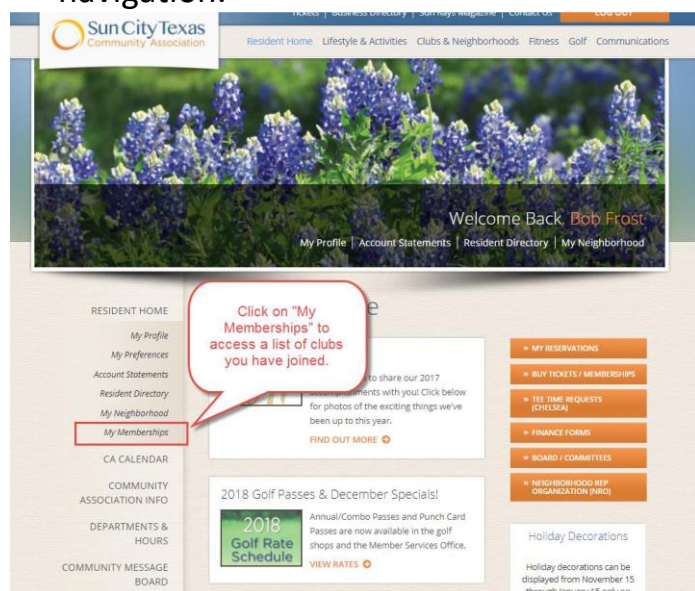 navigation.
Sun City Texas
Community Association
Tickets | Business Directory | Sun Rays Magazine | Contact Us
LOG OUT
Resident Home Lifestyle & Activities Clubs & Neighborhoods Fitness Golf Communications
Welcome Back, Bob Frost
My Profile | Account Statements | Resident Directory | My Neighborhood
RESIDENT HOME
My Profile
My Preferences
Account Statements
Resident Directory
My Neighborhood
My Memberships
CA CALENDAR
COMMUNITY
ASSOCIATION INFO
DEPARTMENTS &
HOURS
COMMUNITY MESSAGE
BOARD
Click on "My
Memberships" to
access a list of clubs
you have joined.
e
to share our 2017
accomplishments with you! Click below
for photos of the exciting things we've
been up to this year.
FIND OUT MORE
2018 Golf Passes & December Specials!
2018
Golf Rate
Schedule
Annual/Combo Passes and Punch Card
Passes are now available in the golf
shops and the Member Services Office.
VIEW RATES
» MY RESERVATIONS
» BUY TICKETS / MEMBERSHIPS
» TEE TIME REQUESTS
(CHELSEA)
» FINANCE FORMS
» BOARD / COMMITTEES
» NEIGHBORHOOD REP
ORGANIZATION (NRO)
Holiday Decorations
Holiday decorations can be
displayed from November 15
through January 15 only on